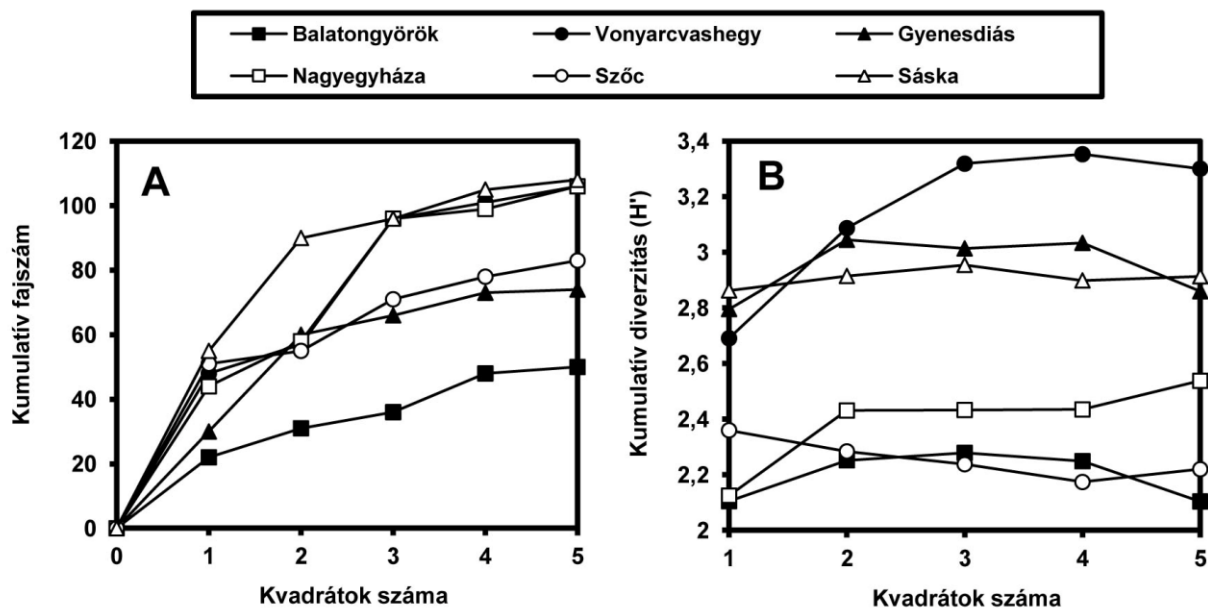 Balatongyörök Vonyarcvashegy Gyenesdiás
Nagyegyháza Szőc Sáska
A
Kumulatív fajszám
120
100
80
60
40
20
0
0 1 2 3 4 5
Kvadrátok száma
B
Kumulatív diverzitás (H')
3,4
3,2
3
2,8
2,6
2,4
2,2
2
1 2 3 4 5
Kvadrátok száma